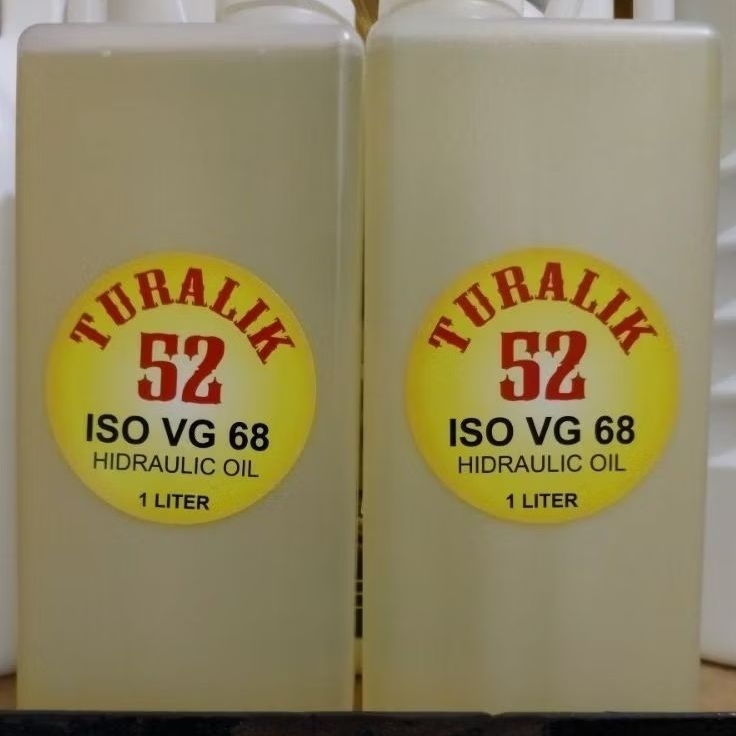 TURALIK
52
ISO VG 68
HIDRAULIC OIL
1 LITER
TURALIK
52
ISO VG 68
HIDRAULIC OIL
1 LITER